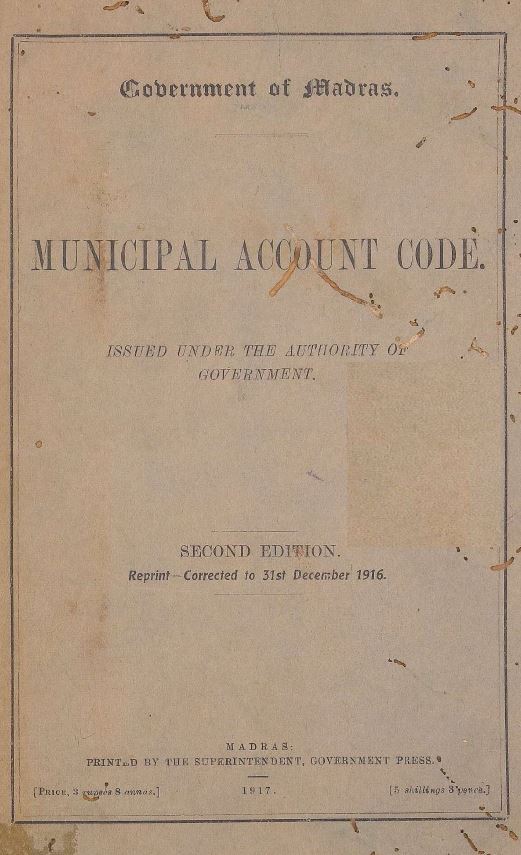 Government of Madras.
MUNICIPAL ACCOUNT CODE.
ISSUED UNDER THE AUTHORITY OF
GOVERNMENT.
SECOND EDITION.
Reprint—Corrected to 31st December 1916.
MADRAS:
PRINTED BY THE SUPERINTENDENT, GOVERNMENT PRESS.
[PRICE, 3 rupees 8 annas.] 1917. [5 shillings 3 pence.]